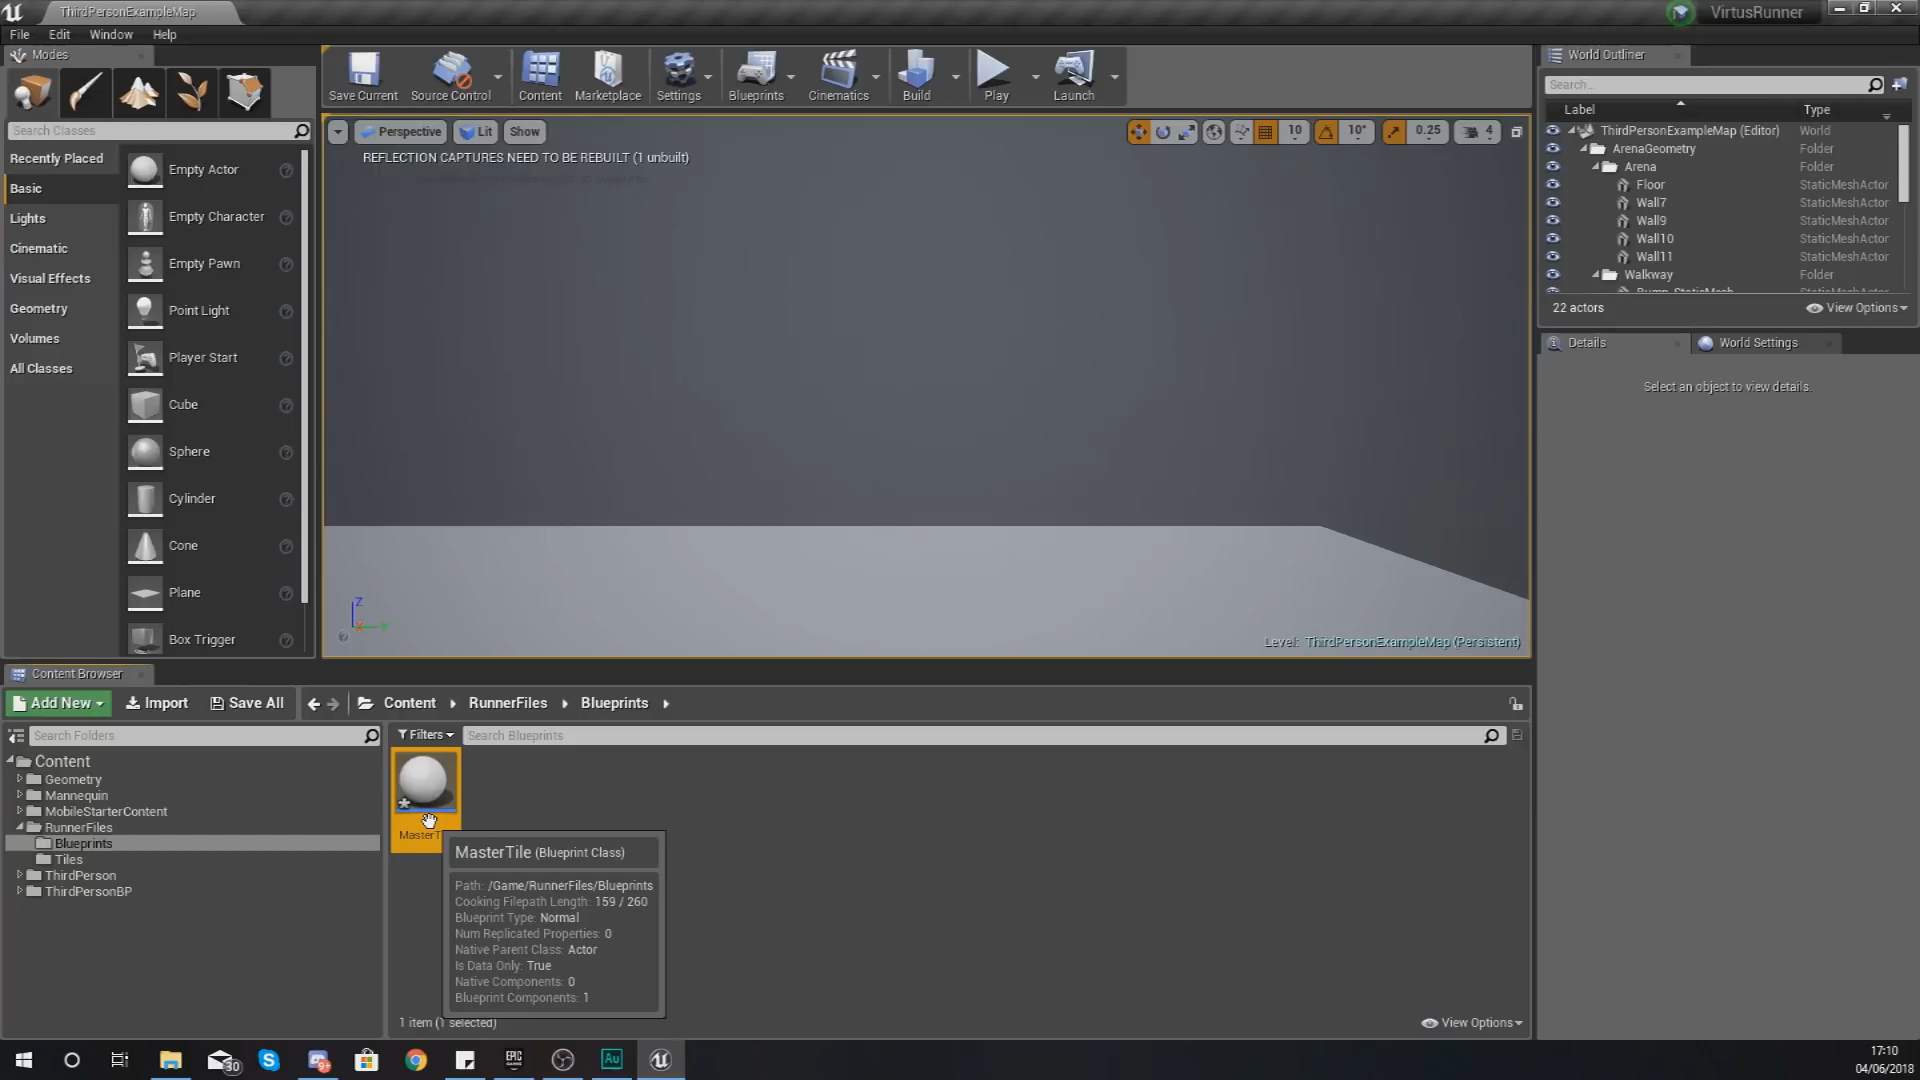 ThirdPersonExampleMap
VirtusRunner
File Edit Window Help
Modes
Search Classes
Recently Placed
Basic
Lights
Cinematic
Visual Effects
Geometry
Volumes
All Classes
Empty Actor
Empty Character
Empty Pawn
Point Light
Player Start
Cube
Sphere
Cylinder
Cone
Plane
Box Trigger
Save Current Source Control Content Marketplace Settings Blueprints Cinematics Build Play Launch
Perspective Lit Show
10 10° 0.25 4
REFLECTION CAPTURES NEED TO BE REBUILT (1 unbuilt)
Z
Level: ThirdPersonExampleMap (Persistent)
World Outliner
Search...
Label Type
ThirdPersonExampleMap (Editor) World
ArenaGeometry Folder
Arena Folder
Floor StaticMeshActor
Wall7 StaticMeshActor
Wall9 StaticMeshActor
Wall10 StaticMeshActor
Wall11 StaticMeshActor
Walkway Folder
22 actors View Options
Details World Settings
Select an object to view details.
Content Browser
Add New Import Save All Content RunnerFiles Blueprints
Search Folders
Filters Search Blueprints
Content
Geometry
Mannequin
MobileStarterContent
RunnerFiles
Blueprints
Tiles
ThirdPerson
ThirdPersonBP
MasterT
MasterTile (Blueprint Class)
Path: /Game/RunnerFiles/Blueprints
Cooking Filepath Length: 159 / 260
Blueprint Type: Normal
Num Replicated Properties: 0
Native Parent Class: Actor
Is Data Only: True
Native Components: 0
Blueprint Components: 1
1 item (1 selected) View Options
30 9+ EPIC GAMES Au
17:10
04/06/2018